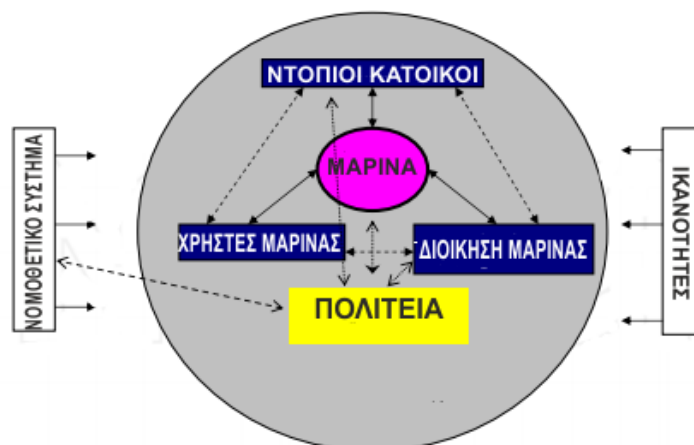 ΝΤΟΠΙΟΙ ΚΑΤΟΙΚΟΙ
ΜΑΡΙΝΑ
ΝΟΜΟΘΕΤΙΚΟ ΣΥΣΤΗΜΑ
ΙΚΑΝΟΤΗΤΕΣ
ΧΡΗΣΤΕΣ ΜΑΡΙΝΑΣ
ΔΙΟΙΚΗΣΗ ΜΑΡΙΝΑΣ
ΠΟΛΙΤΕΙΑ